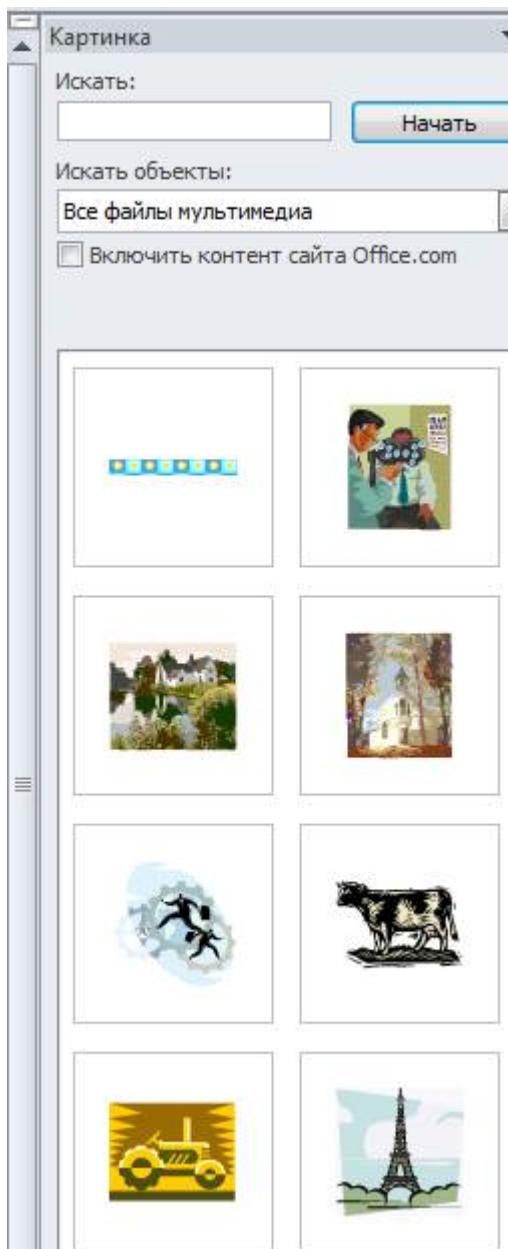 Картинка
Искать:
Начать
Искать объекты:
Все файлы мультимедиа
Включить контент сайта Office.com